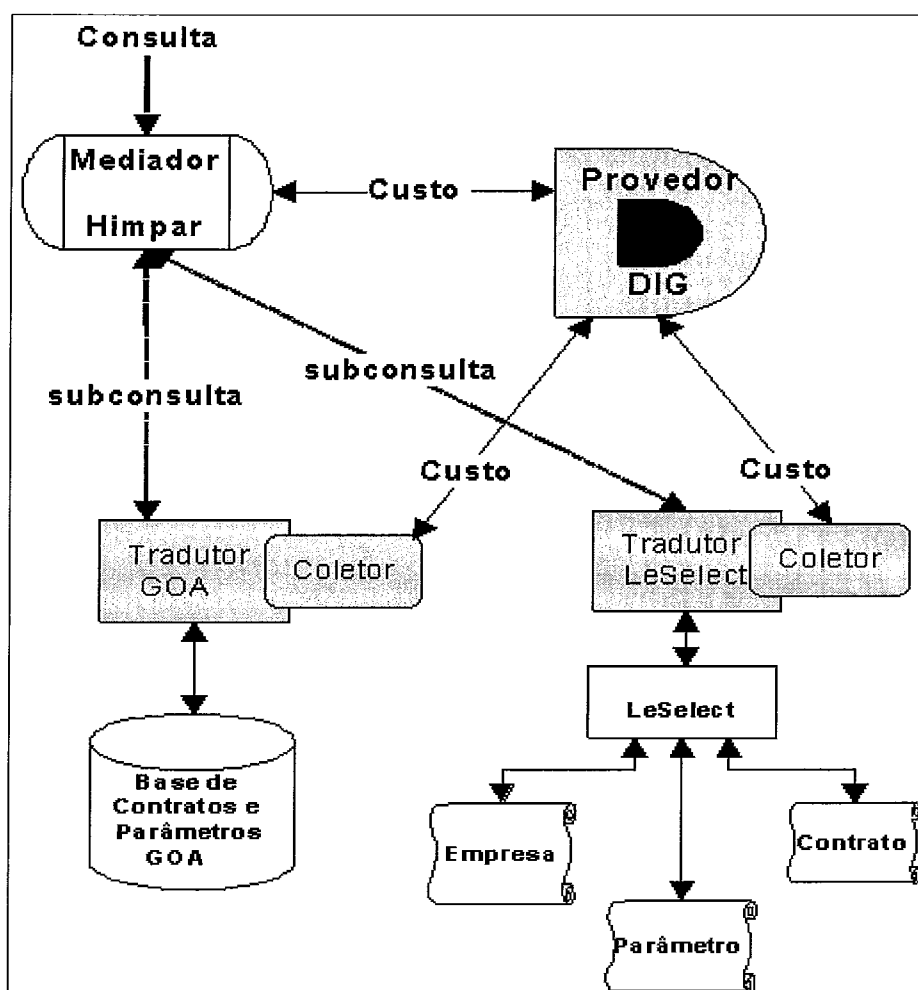 Consulta
Mediador
Himpar
Custo
Provedor
DIG
subconsulta
subconsulta
Custo
Custo
Tradutor
GOA
Coletor
Tradutor
LeSelect
Coletor
LeSelect
Base de
Contratos e
Parâmetros
GOA
Empresa
Contrato
Parâmetro